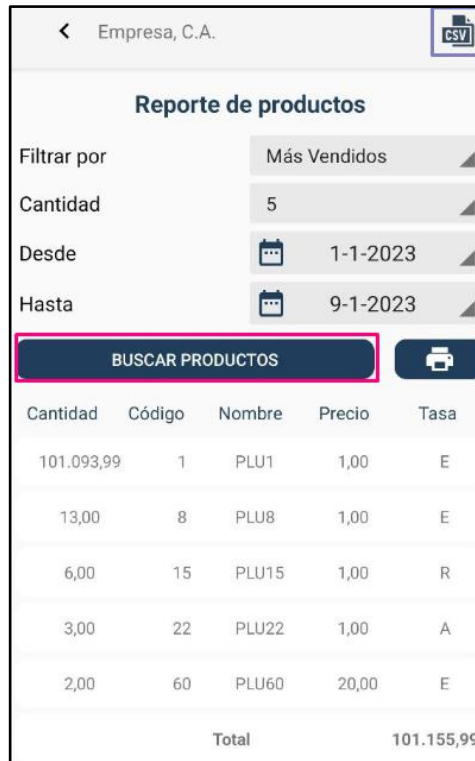 Empresa, C.A.
CSV
Reporte de productos
Filtrar por Más Vendidos
Cantidad 5
Desde 1-1-2023
Hasta 9-1-2023
BUSCAR PRODUCTOS
Cantidad Código Nombre Precio Tasa
101.093,99 1 PLU1 1,00 E
13,00 8 PLU8 1,00 E
6,00 15 PLU15 1,00 R
3,00 22 PLU22 1,00 A
2,00 60 PLU60 20,00 E
Total 101.155,99